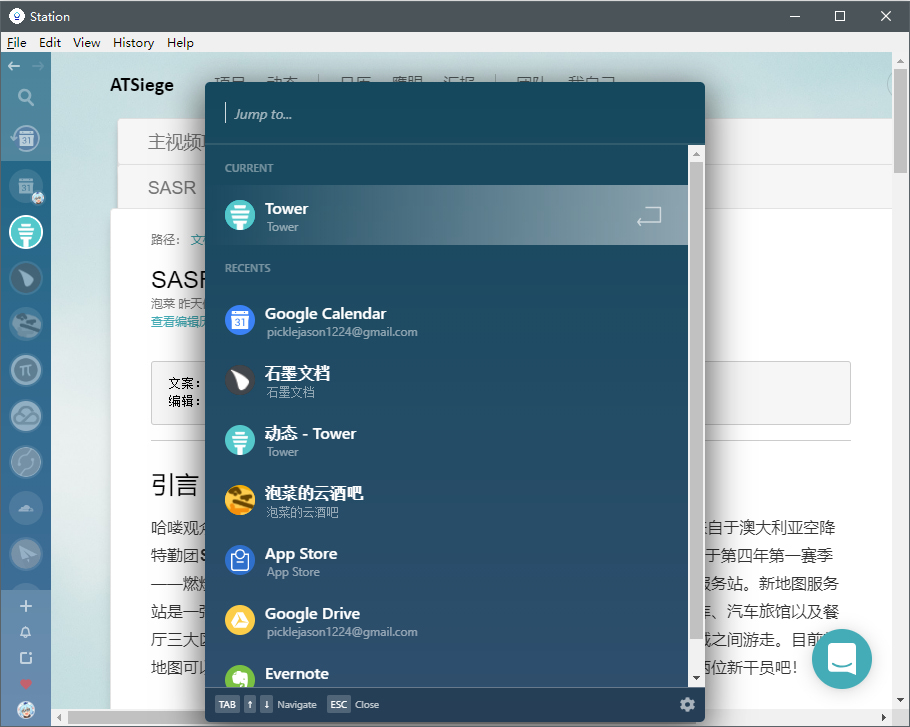 Station
File Edit View History Help
ATSiege
Jump to...
主视频
SASR
CURRENT
Tower
Tower
路径:
SASR
泡菜 昨天
查看编辑历
RECENTS
Google Calendar
picklejason1224@gmail.com
石墨文档
石墨文档
文案:
编辑:
动态 - Tower
Tower
泡菜的云酒吧
泡菜的云酒吧
引言
App Store
App Store
Google Drive
picklejason1224@gmail.com
Evernote
哈喽观众 自于澳大利亚空降
特勤团S 于第四年第一赛季
——燃烧 服务站。新地图服务
站是一张 车、汽车旅馆以及餐
厅三大区 域之间游走。目前
地图可以 两位新干员吧!
TAB ↑ ↓ Navigate ESC Close